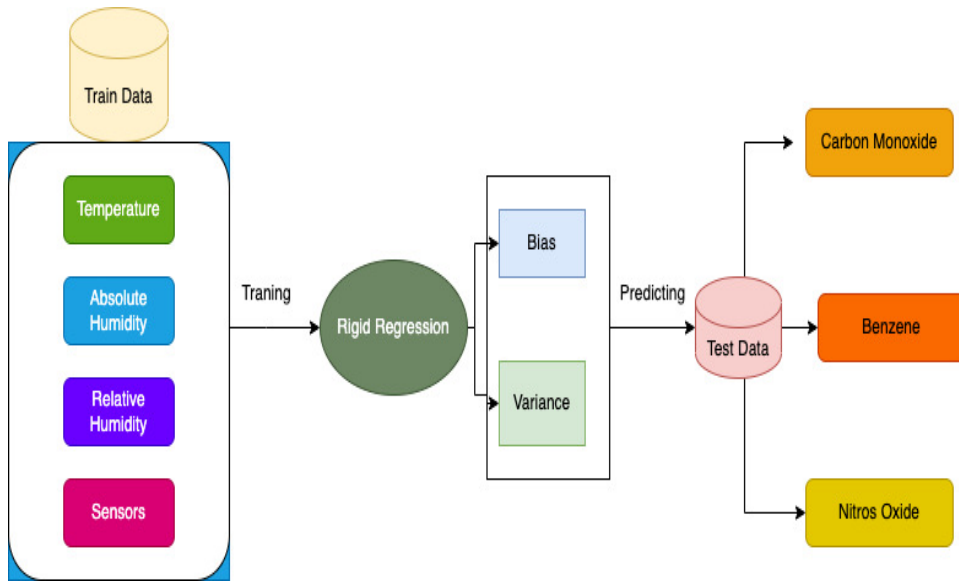 Train Data
Temperature
Absolute
Humidity
Relative
Humidity
Sensors
Traning
Rigid Regression
Bias
Variance
Predicting
Test Data
Carbon Monoxide
Benzene
Nitros Oxide